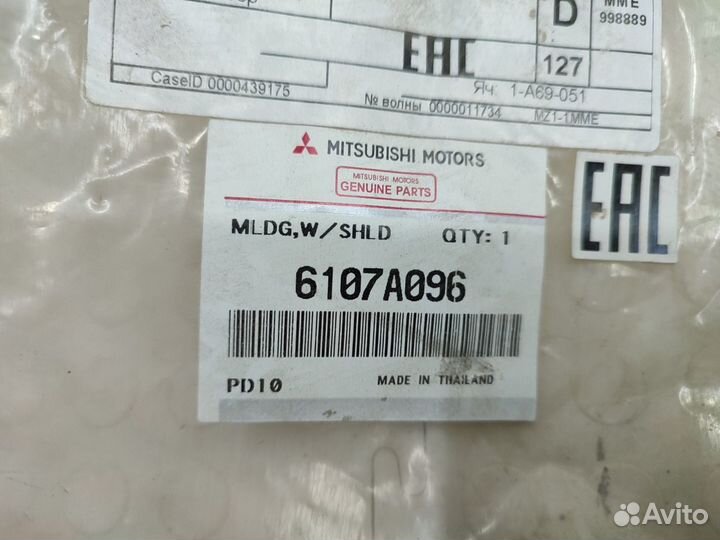 D
MME
998889
EAC
127
CaseID 0000439175
Яч: 1-A69-051
№ волны 0000011734
MZ1-1MME
MITSUBISHI MOTORS
MITSUBISHI MOTORS
GENUINE PARTS
EAC
MLDG,W/SHLD QTY: 1
6107A096
PD10 MADE IN THAILAND
Avito